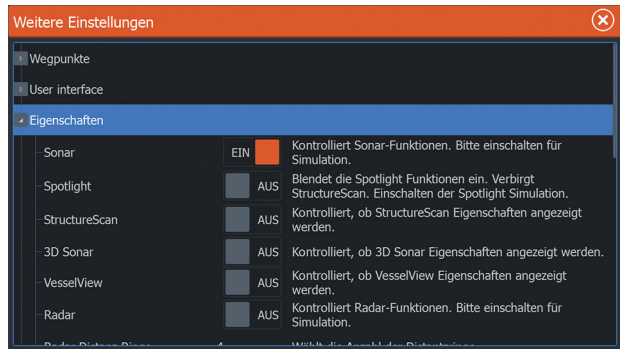 Weitere Einstellungen
Wegpunkte
User interface
Eigenschaften
Sonar EIN Kontrolliert Sonar-Funktionen. Bitte einschalten für
Simulation.
Spotlight AUS Blendet die Spotlight Funktionen ein. Verbirgt
StructureScan. Einschalten der Spotlight Simulation.
StructureScan AUS Kontrolliert, ob StructureScan Eigenschaften angezeigt
werden.
3D Sonar AUS Kontrolliert, ob 3D Sonar Eigenschaften angezeigt werden.
VesselView AUS Kontrolliert, ob VesselView Eigenschaften angezeigt
werden.
Radar AUS Kontrolliert Radar-Funktionen. Bitte einschalten für
Simulation.